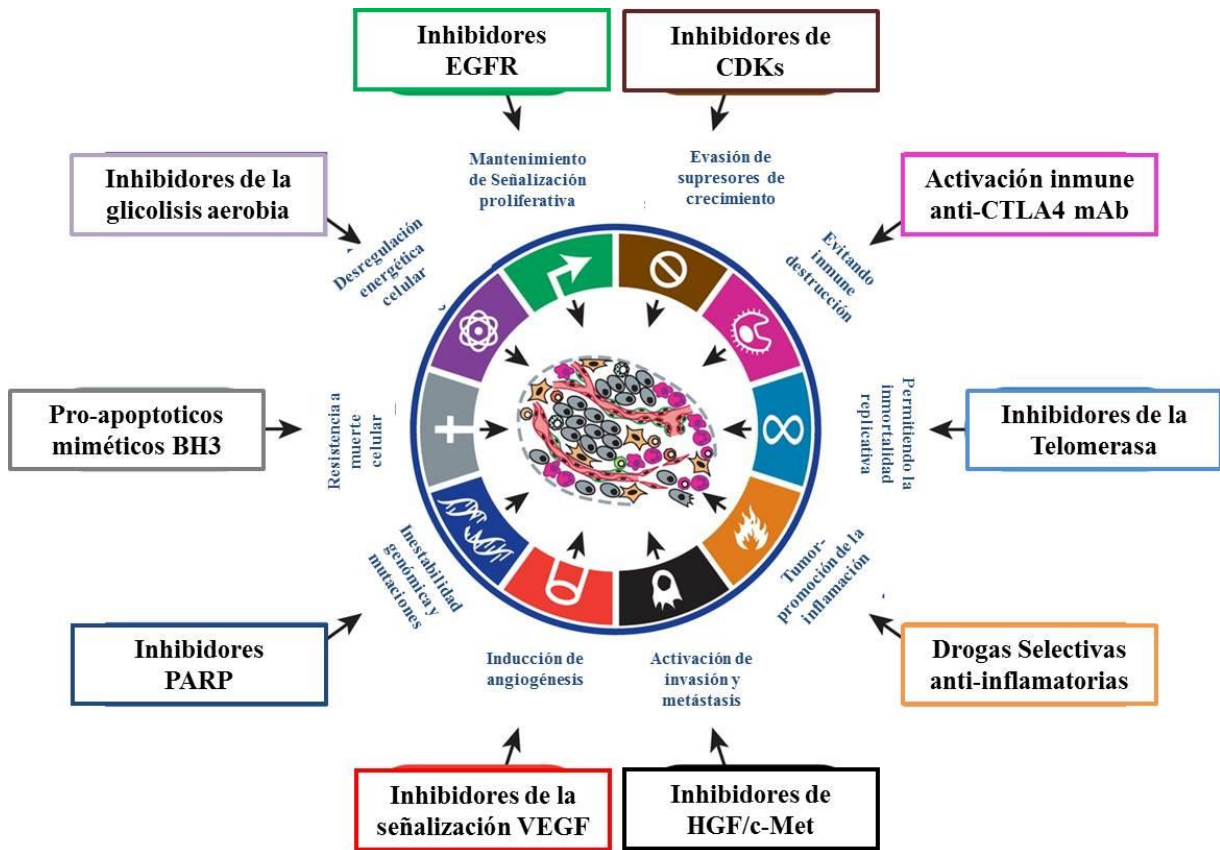 Inhibidores
EGFR
Inhibidores de
CDKs
Mantenimiento
de Señalización
proliferativa
Evasión de
supresores de
crecimiento
Inhibidores de la
glicolisis aerobia
Activación inmune
anti-CTLA4 mAb
Desregulación
energética
celular
Evitando
inmune
destrucción
Pro-apoptoticos
miméticos BH3
Resistencia a
muerte
celular
Permitiendo la
inmortalidad
replicativa
Inhibidores de la
Telomerasa
Inestabilidad
genómica y
mutaciones
Tumor-
promoción de la
inflamación
Inhibidores
PARP
Inducción de
angiogénesis
Activación de
invasión y
metástasis
Drogas Selectivas
anti-inflamatorias
Inhibidores de la
señalización VEGF
Inhibidores de
HGF/c-Met